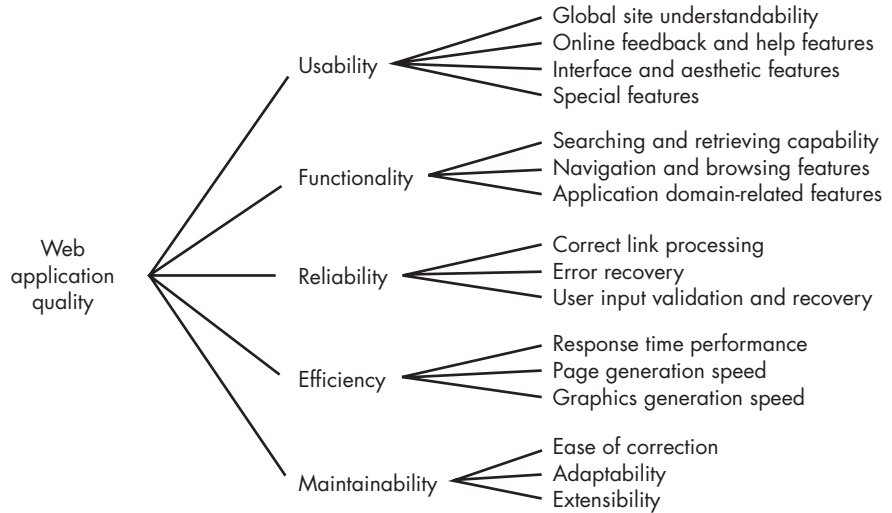 Web
application
quality
Usability
Global site understandability
Online feedback and help features
Interface and aesthetic features
Special features
Functionality
Searching and retrieving capability
Navigation and browsing features
Application domain-related features
Reliability
Correct link processing
Error recovery
User input validation and recovery
Efficiency
Response time performance
Page generation speed
Graphics generation speed
Maintainability
Ease of correction
Adaptability
Extensibility